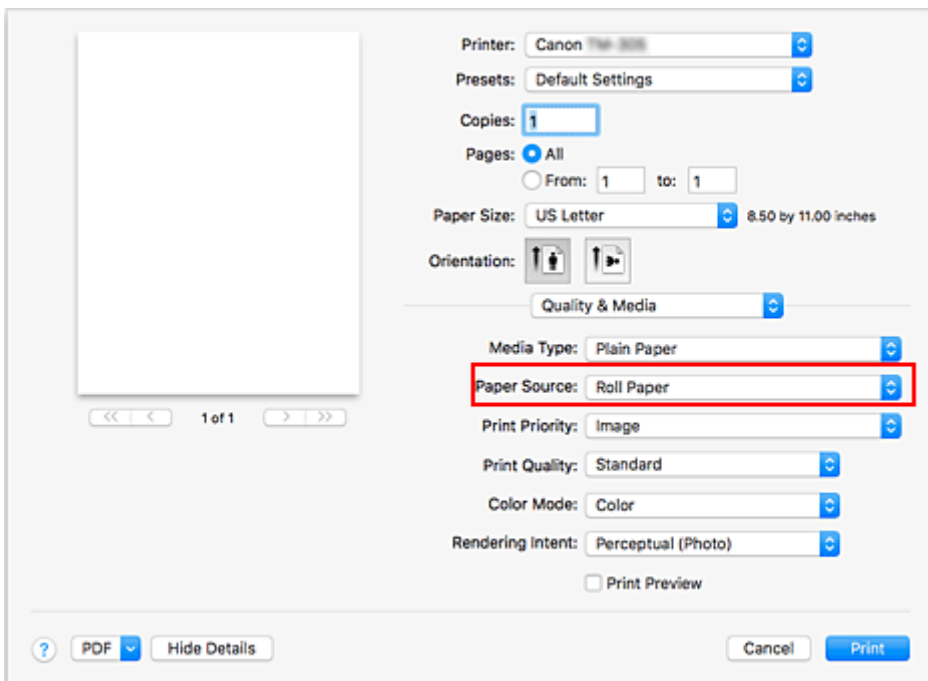 Printer: Canon
Presets: Default Settings
Copies: 1
Pages: All
From: 1 to: 1
Paper Size: US Letter 8.50 by 11.00 inches
Orientation:
Quality & Media
Media Type: Plain Paper
Paper Source: Roll Paper
<< < 1 of 1 > >>
Print Priority: Image
Print Quality: Standard
Color Mode: Color
Rendering Intent: Perceptual (Photo)
Print Preview
? PDF Hide Details Cancel Print